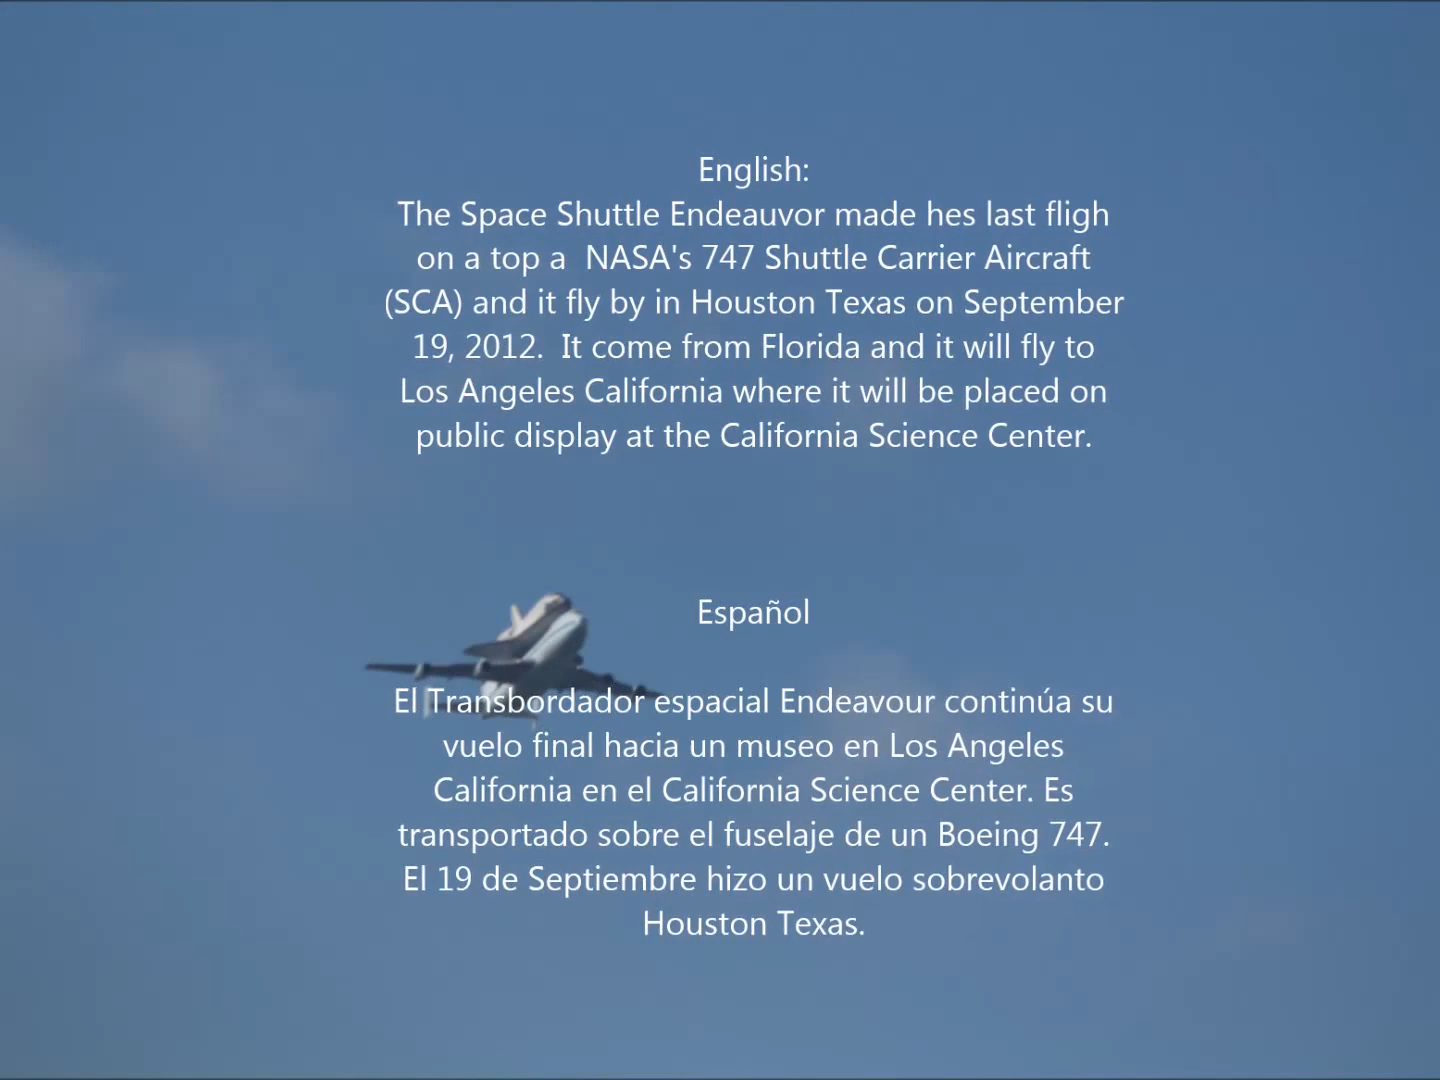 English:
The Space Shuttle Endeauvor made hes last fligh
on a top a  NASA's 747 Shuttle Carrier Aircraft
(SCA) and it fly by in Houston Texas on September
19, 2012.  It come from Florida and it will fly to
Los Angeles California where it will be placed on
public display at the California Science Center.
Español
El Transbordador espacial Endeavour continúa su
vuelo final hacia un museo en Los Angeles
California en el California Science Center. Es
transportado sobre el fuselaje de un Boeing 747.
El 19 de Septiembre hizo un vuelo sobrevolanto
Houston Texas.